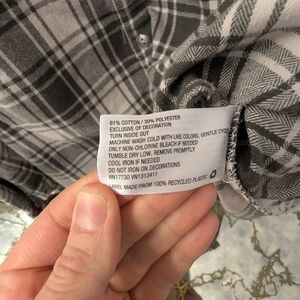 61% COTTON / 39% POLYESTER
EXCLUSIVE OF DECORATION
TURN INSIDE OUT
MACHINE WASH COLD WITH LIKE COLORS, GENTLE CYCLE
ONLY NON-CHLORINE BLEACH IF NEEDED
TUMBLE DRY LOW, REMOVE PROMPTLY
COOL IRON IF NEEDED
DO NOT IRON ON DECORATIONS
RN17730 VN1313411
LABEL MADE FROM 100% RECYCLED PLASTIC